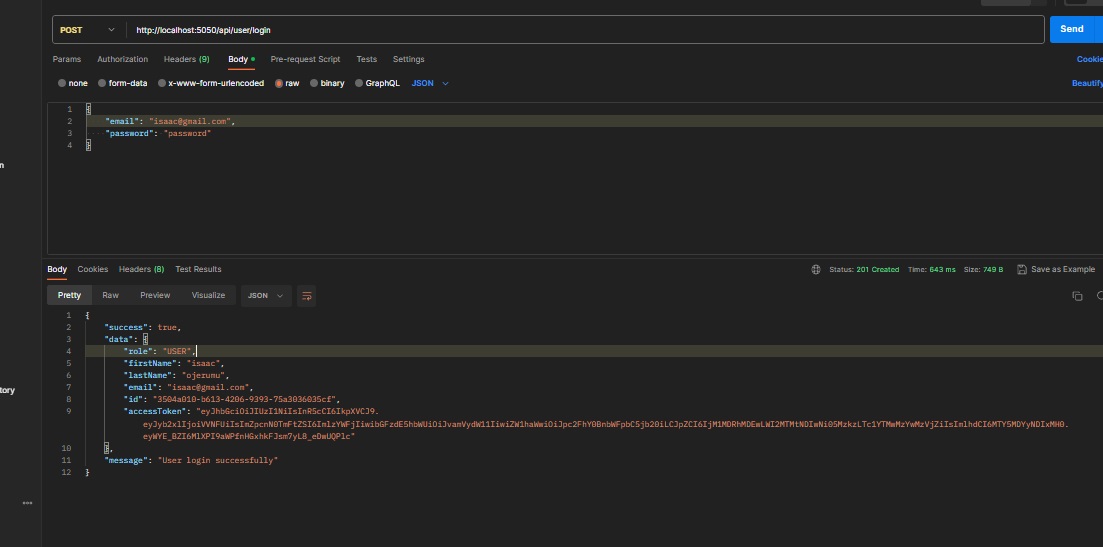 POST http://localhost:5050/api/user/login Send
Params Authorization Headers (9) Body Pre-request Script Tests Settings Cookie
none form-data x-www-form-urlencoded raw binary GraphQL JSON Beautify
1 {
2 "email": "isaac@gmail.com",
3 "password": "password"
4 }
n
Body Cookies Headers (8) Test Results Status: 201 Created Time: 643 ms Size: 749 B Save as Example
Pretty Raw Preview Visualize JSON
1 {
2 "success": true,
3 "data": {
4 "role": "USER",
5 "firstName": "isaac",
6 "lastName": "ojerumu",
7 "email": "isaac@gmail.com",
8 "id": "3504a010-b613-4206-9393-75a3036035cf",
tory
9 "accessToken": "eyJhbGciOiJIUzI1NiIsInR5cCI6IkpXVCJ9.
10 },
11 "message": "User login successfully"
12 }